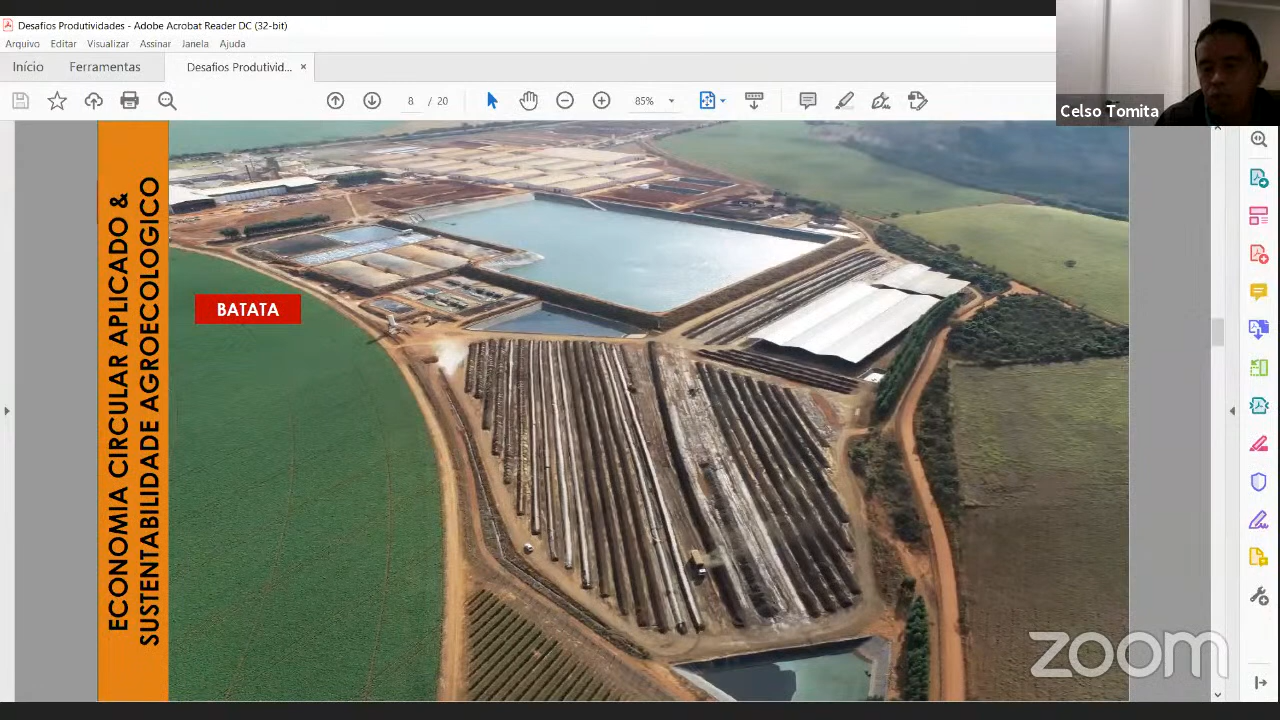 Desafios Produtividades - Adobe Acrobat Reader DC (32-bit)
Arquivo Editar Visualizar Assinar Janela Ajuda
Início Ferramentas Desafios Produtivid... ×
8 / 20 85%
Celso Tomita
ECONOMIA CIRCULAR APLICADO &
SUSTENTABILIDADE AGROECOLOGICO
BATATA
zoom